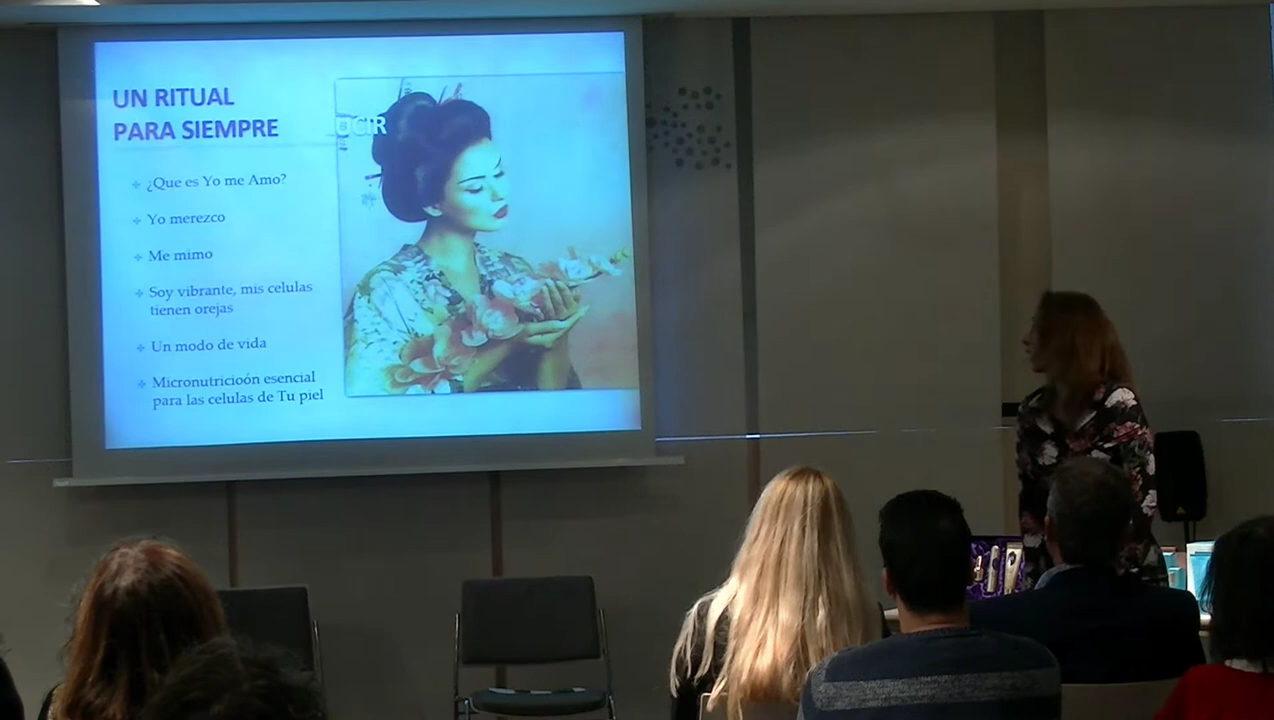 UN RITUAL
PARA SIEMPRE
¿Que es Yo me Amo?
Yo merezco
Me mimo
Soy vibrante, mis celulas
tienen orejas
Un modo de vida
Micronutricioón esencial
para las celulas de Tu piel